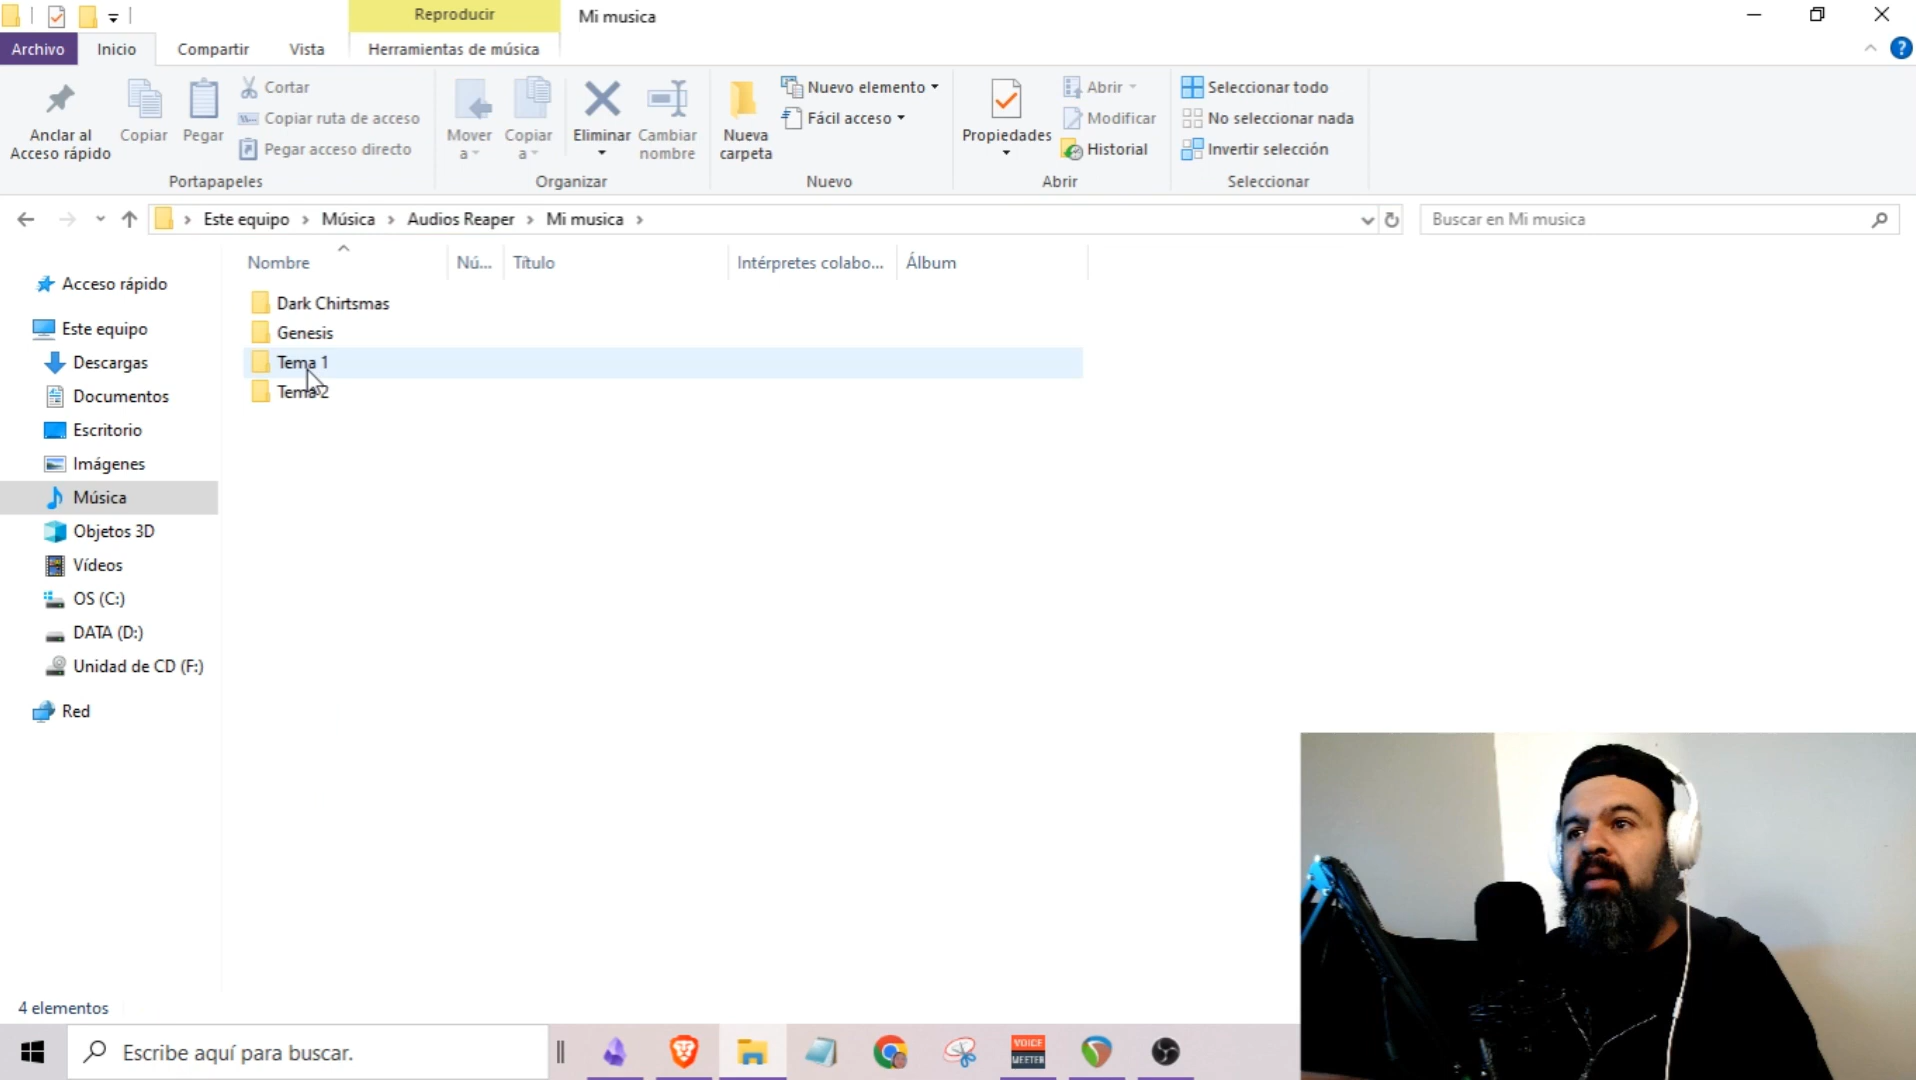 Reproducir
Mi musica
Archivo
Inicio
Compartir
Vista
Herramientas de música
?
Anclar al
Acceso rápido
Copiar
Pegar
Cortar
Copiar ruta de acceso
Pegar acceso directo
Portapapeles
Mover
a
Copiar
a
Eliminar
Cambiar
nombre
Organizar
Nueva
carpeta
Nuevo elemento
Fácil acceso
Nuevo
Propiedades
Abrir
Modificar
Historial
Abrir
Seleccionar todo
No seleccionar nada
Invertir selección
Seleccionar
Este equipo > Música > Audios Reaper > Mi musica >
Buscar en Mi musica
Nombre
Nú...
Título
Intérpretes colabo...
Álbum
Acceso rápido
Este equipo
Descargas
Documentos
Escritorio
Imágenes
Música
Objetos 3D
Vídeos
OS (C:)
DATA (D:)
Unidad de CD (F:)
Red
Dark Chirtsmas
Genesis
Tema 1
Tema 2
4 elementos
Escribe aquí para buscar.
VOICE
MEETER